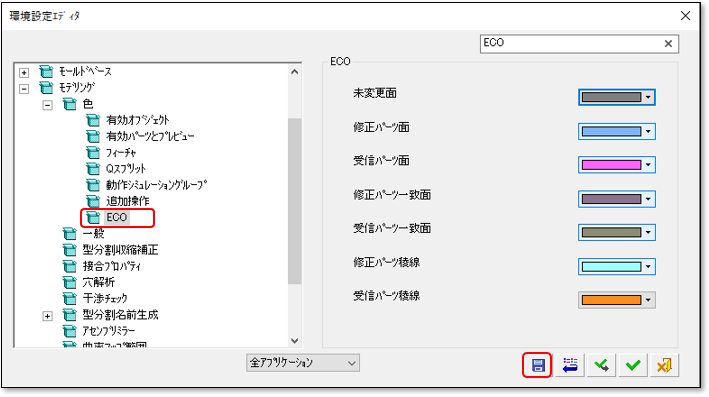 環境設定ｴﾃﾞｨﾀ
ECO
ﾓｰﾙﾄﾞﾍﾞｰｽ
ﾓﾃﾞﾘﾝｸﾞ
色
有効ｵﾌﾞｼﾞｪｸﾄ
有効ﾊﾟｰﾂとﾌﾟﾚﾋﾞｭｰ
ﾌｨｰﾁｬ
Qｽﾌﾟﾘｯﾄ
動作ｼﾐｭﾚｰｼｮﾝｸﾞﾙｰﾌﾟ
追加操作
ECO
一般
型分割収縮補正
接合ﾌﾟﾛﾊﾟﾃｨ
穴解析
干渉ﾁｪｯｸ
型分割名前生成
ｱｾﾝﾌﾞﾘﾐﾗｰ
曲率ﾏｯﾌﾟ範囲
ECO
未変更面
修正ﾊﾟｰﾂ面
受信ﾊﾟｰﾂ面
修正ﾊﾟｰﾂ一致面
受信ﾊﾟｰﾂ一致面
修正ﾊﾟｰﾂ稜線
受信ﾊﾟｰﾂ稜線
全ｱﾌﾟﾘｹｰｼｮﾝ